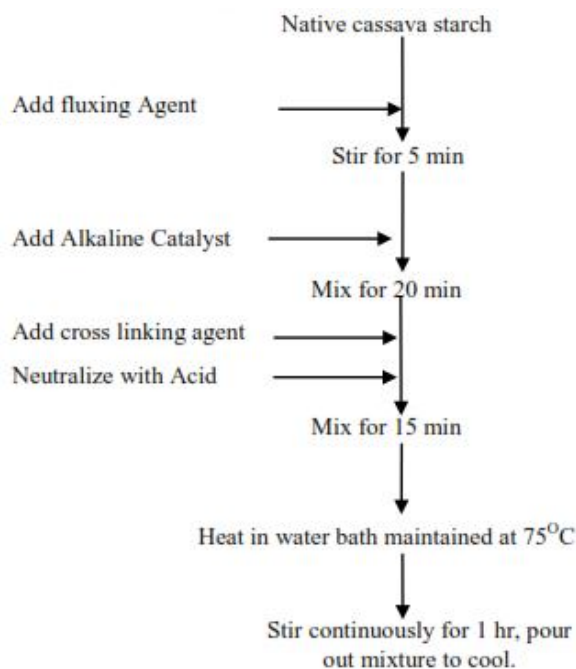 Native cassava starch
Add fluxing Agent
Stir for 5 min
Add Alkaline Catalyst
Mix for 20 min
Add cross linking agent
Neutralize with Acid
Mix for 15 min
Heat in water bath maintained at 75ᴼC
Stir continuously for 1 hr, pour
out mixture to cool.